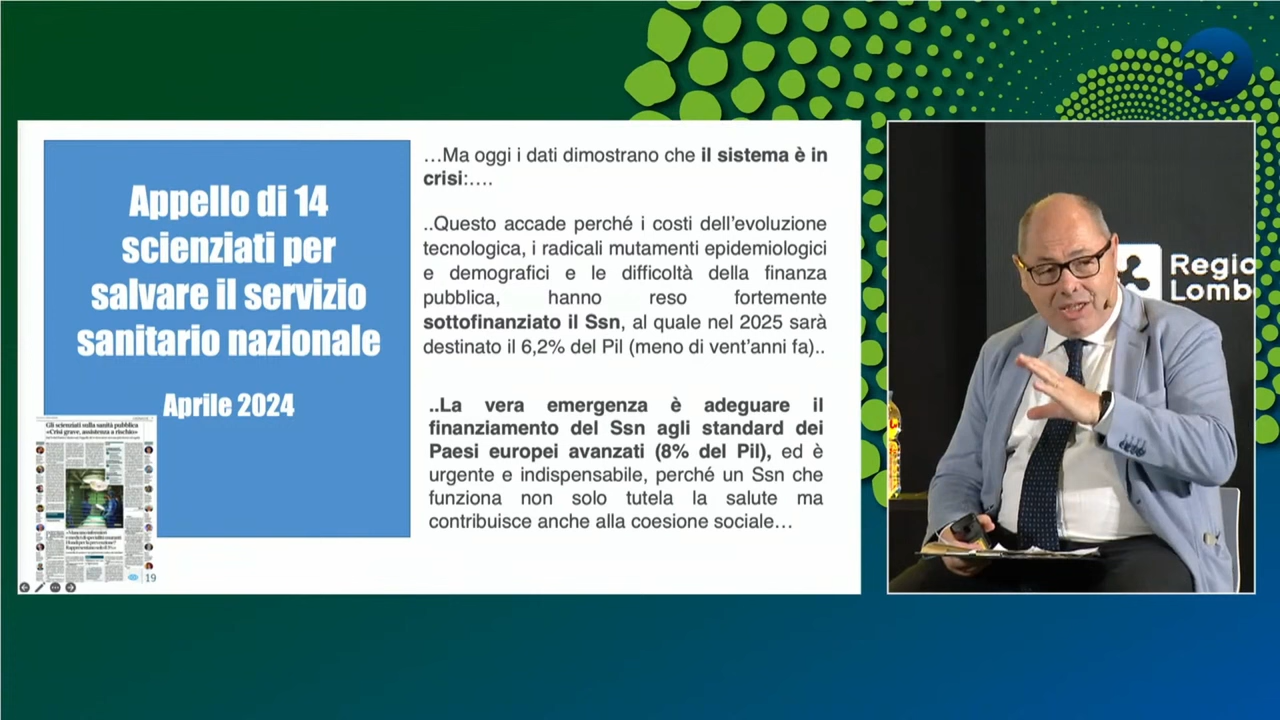 Appello di 14
scienziati per
salvare il servizio
sanitario nazionale
Aprile 2024
Gli scienziati sulla sanità pubblica
«Crisi grave, assistenza a rischio»
19
…Ma oggi i dati dimostrano che il sistema è in
crisi:….
..Questo accade perché i costi dell’evoluzione
tecnologica, i radicali mutamenti epidemiologici
e demografici e le difficoltà della finanza
pubblica, hanno reso fortemente
sottofinanziato il Ssn, al quale nel 2025 sarà
destinato il 6,2% del Pil (meno di vent’anni fa)..
..La vera emergenza è adeguare il
finanziamento del Ssn agli standard dei
Paesi europei avanzati (8% del Pil), ed è
urgente e indispensabile, perché un Ssn che
funziona non solo tutela la salute ma
contribuisce anche alla coesione sociale…
Regio
Lomb